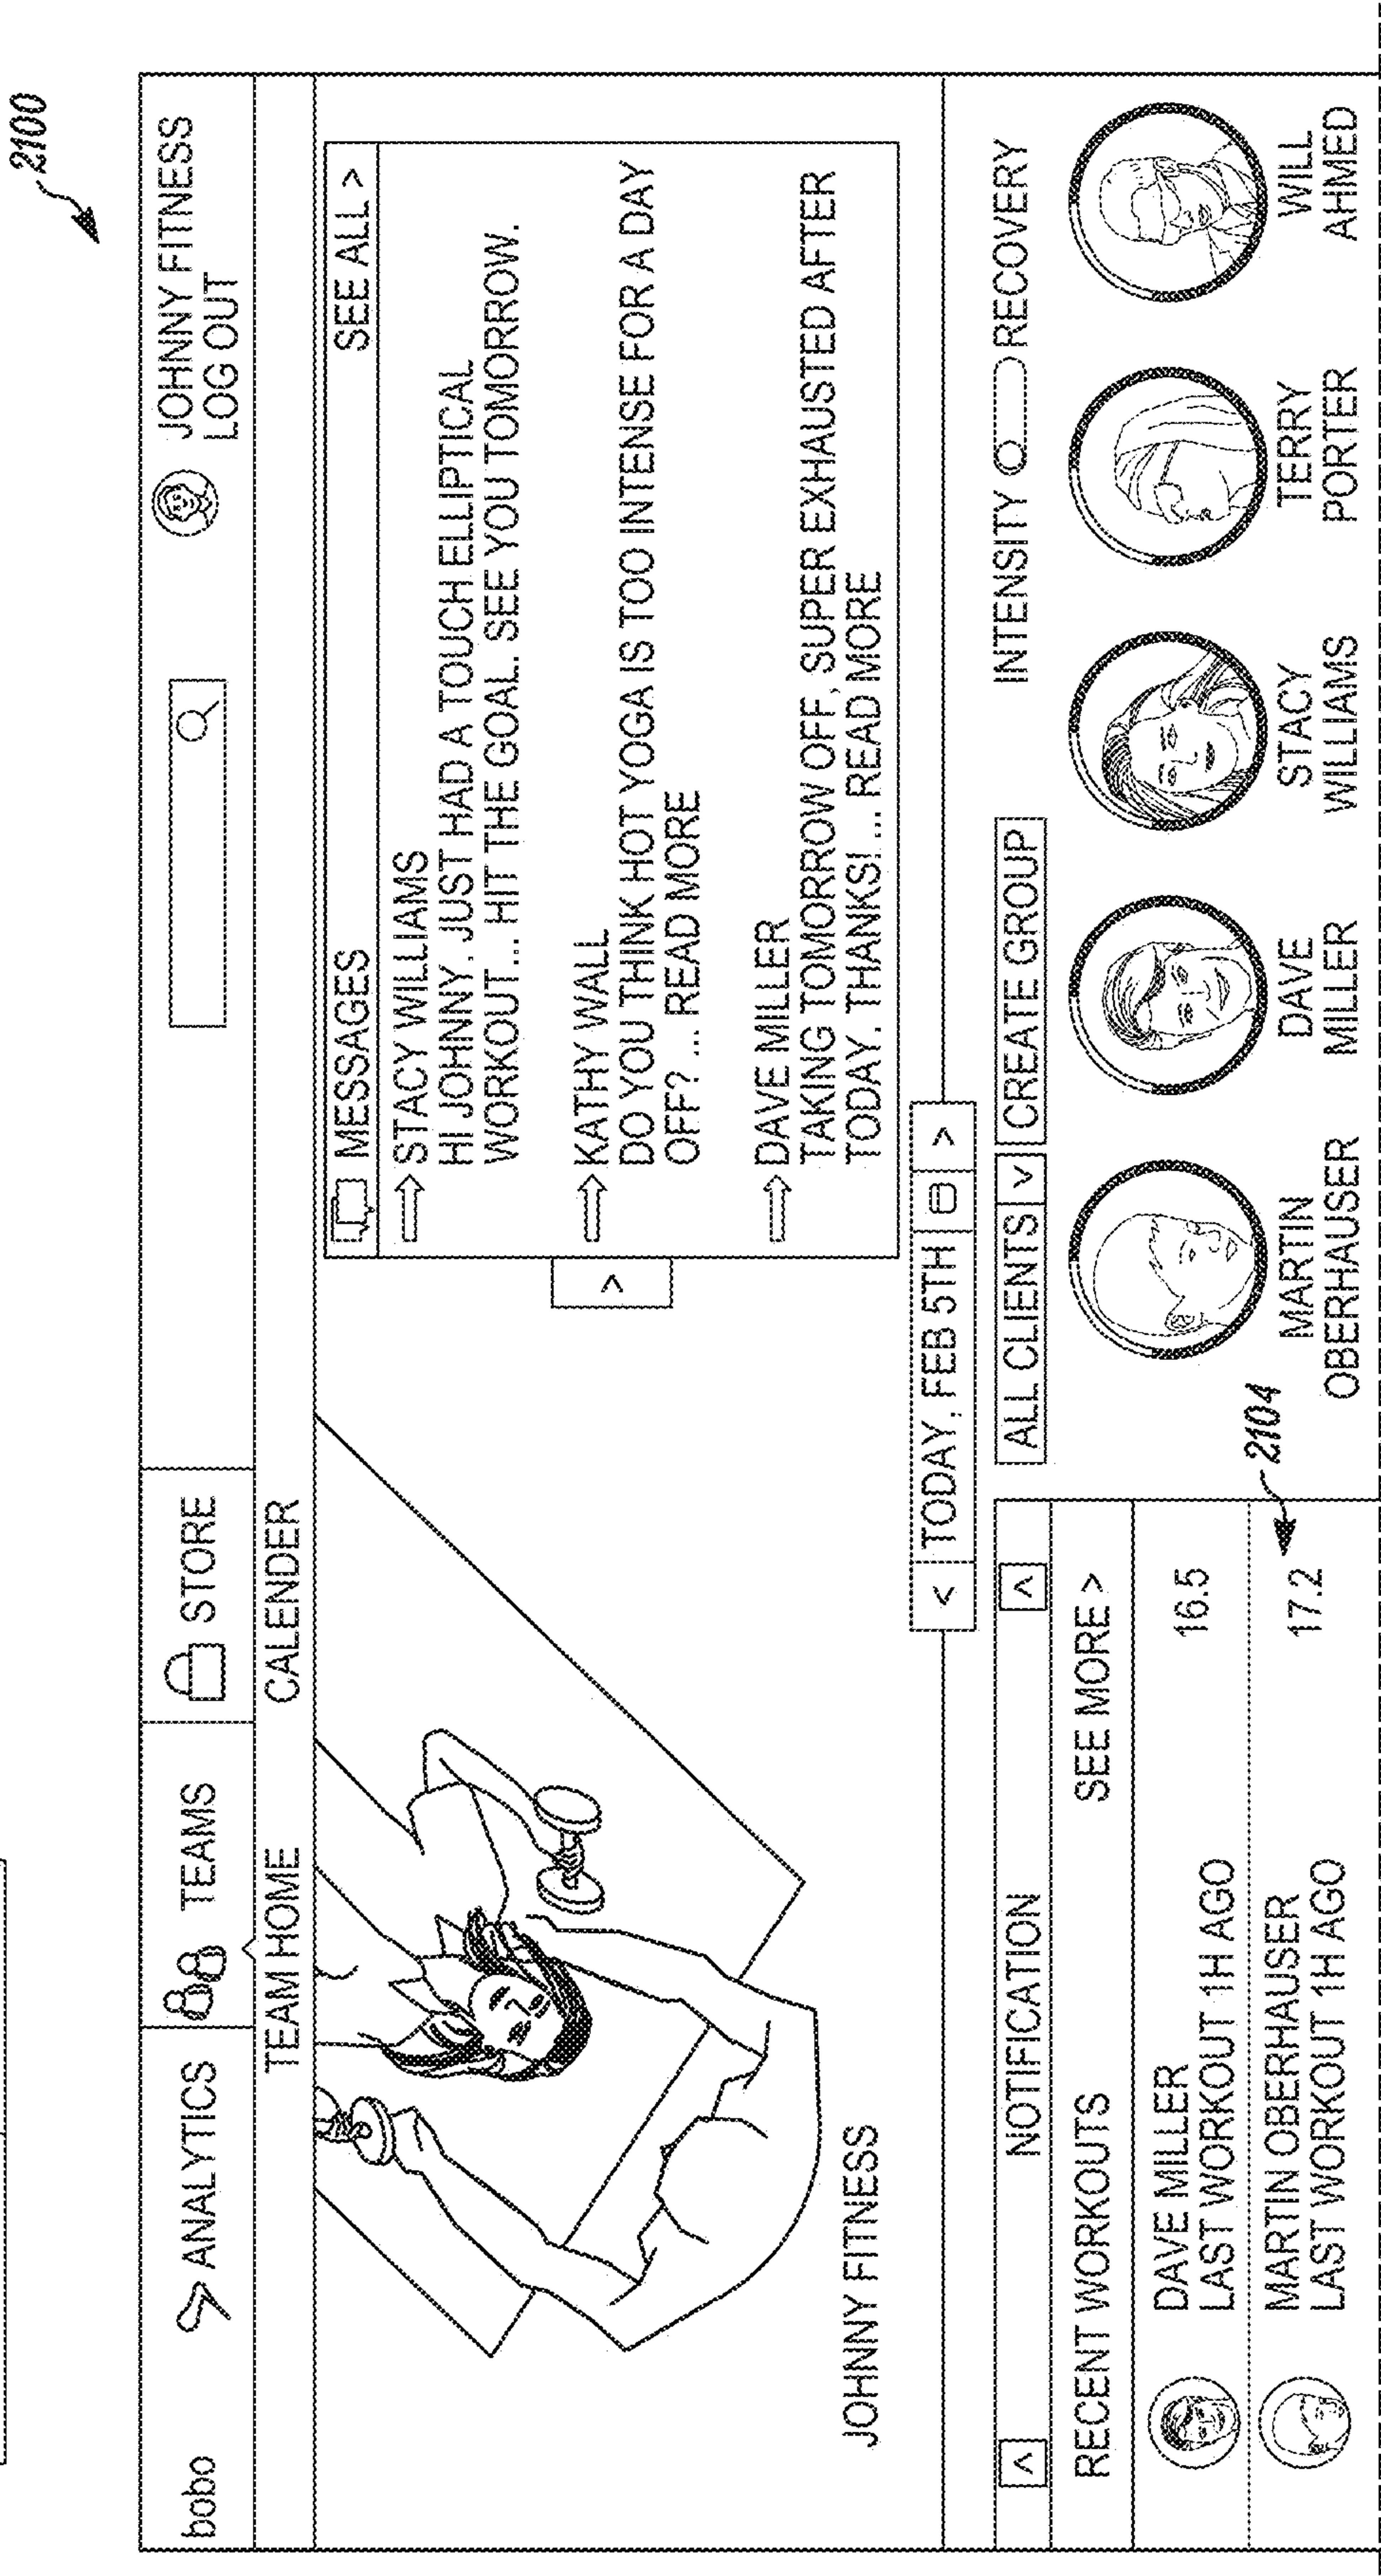 2100
bobo
ANALYTICS
TEAMS
STORE
JOHNNY FITNESS
LOG OUT
TEAM HOME
CALENDER
MESSAGES
SEE ALL >
STACY WILLIAMS
HI JOHNNY. JUST HAD A TOUCH ELLIPTICAL
WORKOUT... HIT THE GOAL. SEE YOU TOMORROW.
KATHY WALL
DO YOU THINK HOT YOGA IS TOO INTENSE FOR A DAY
OFF? ... READ MORE
DAVE MILLER
TAKING TOMORROW OFF, SUPER EXHAUSTED AFTER
TODAY. THANKS! ... READ MORE
JOHNNY FITNESS
< TODAY, FEB 5TH >
NOTIFICATION
RECENT WORKOUTS
SEE MORE >
DAVE MILLER
LAST WORKOUT 1H AGO
16.5
MARTIN OBERHAUSER
LAST WORKOUT 1H AGO
17.2
2104
ALL CLIENTS
CREATE GROUP
INTENSITY
RECOVERY
MARTIN
OBERHAUSER
DAVE
MILLER
STACY
WILLIAMS
TERRY
PORTER
WILL
AHMED